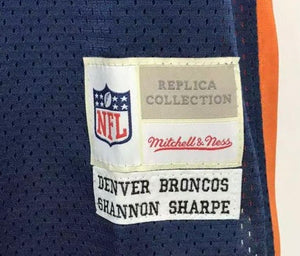 NFL
REPLICA
COLLECTION
Mitchell & Ness
DENVER BRONCOS
SHANNON SHARPE